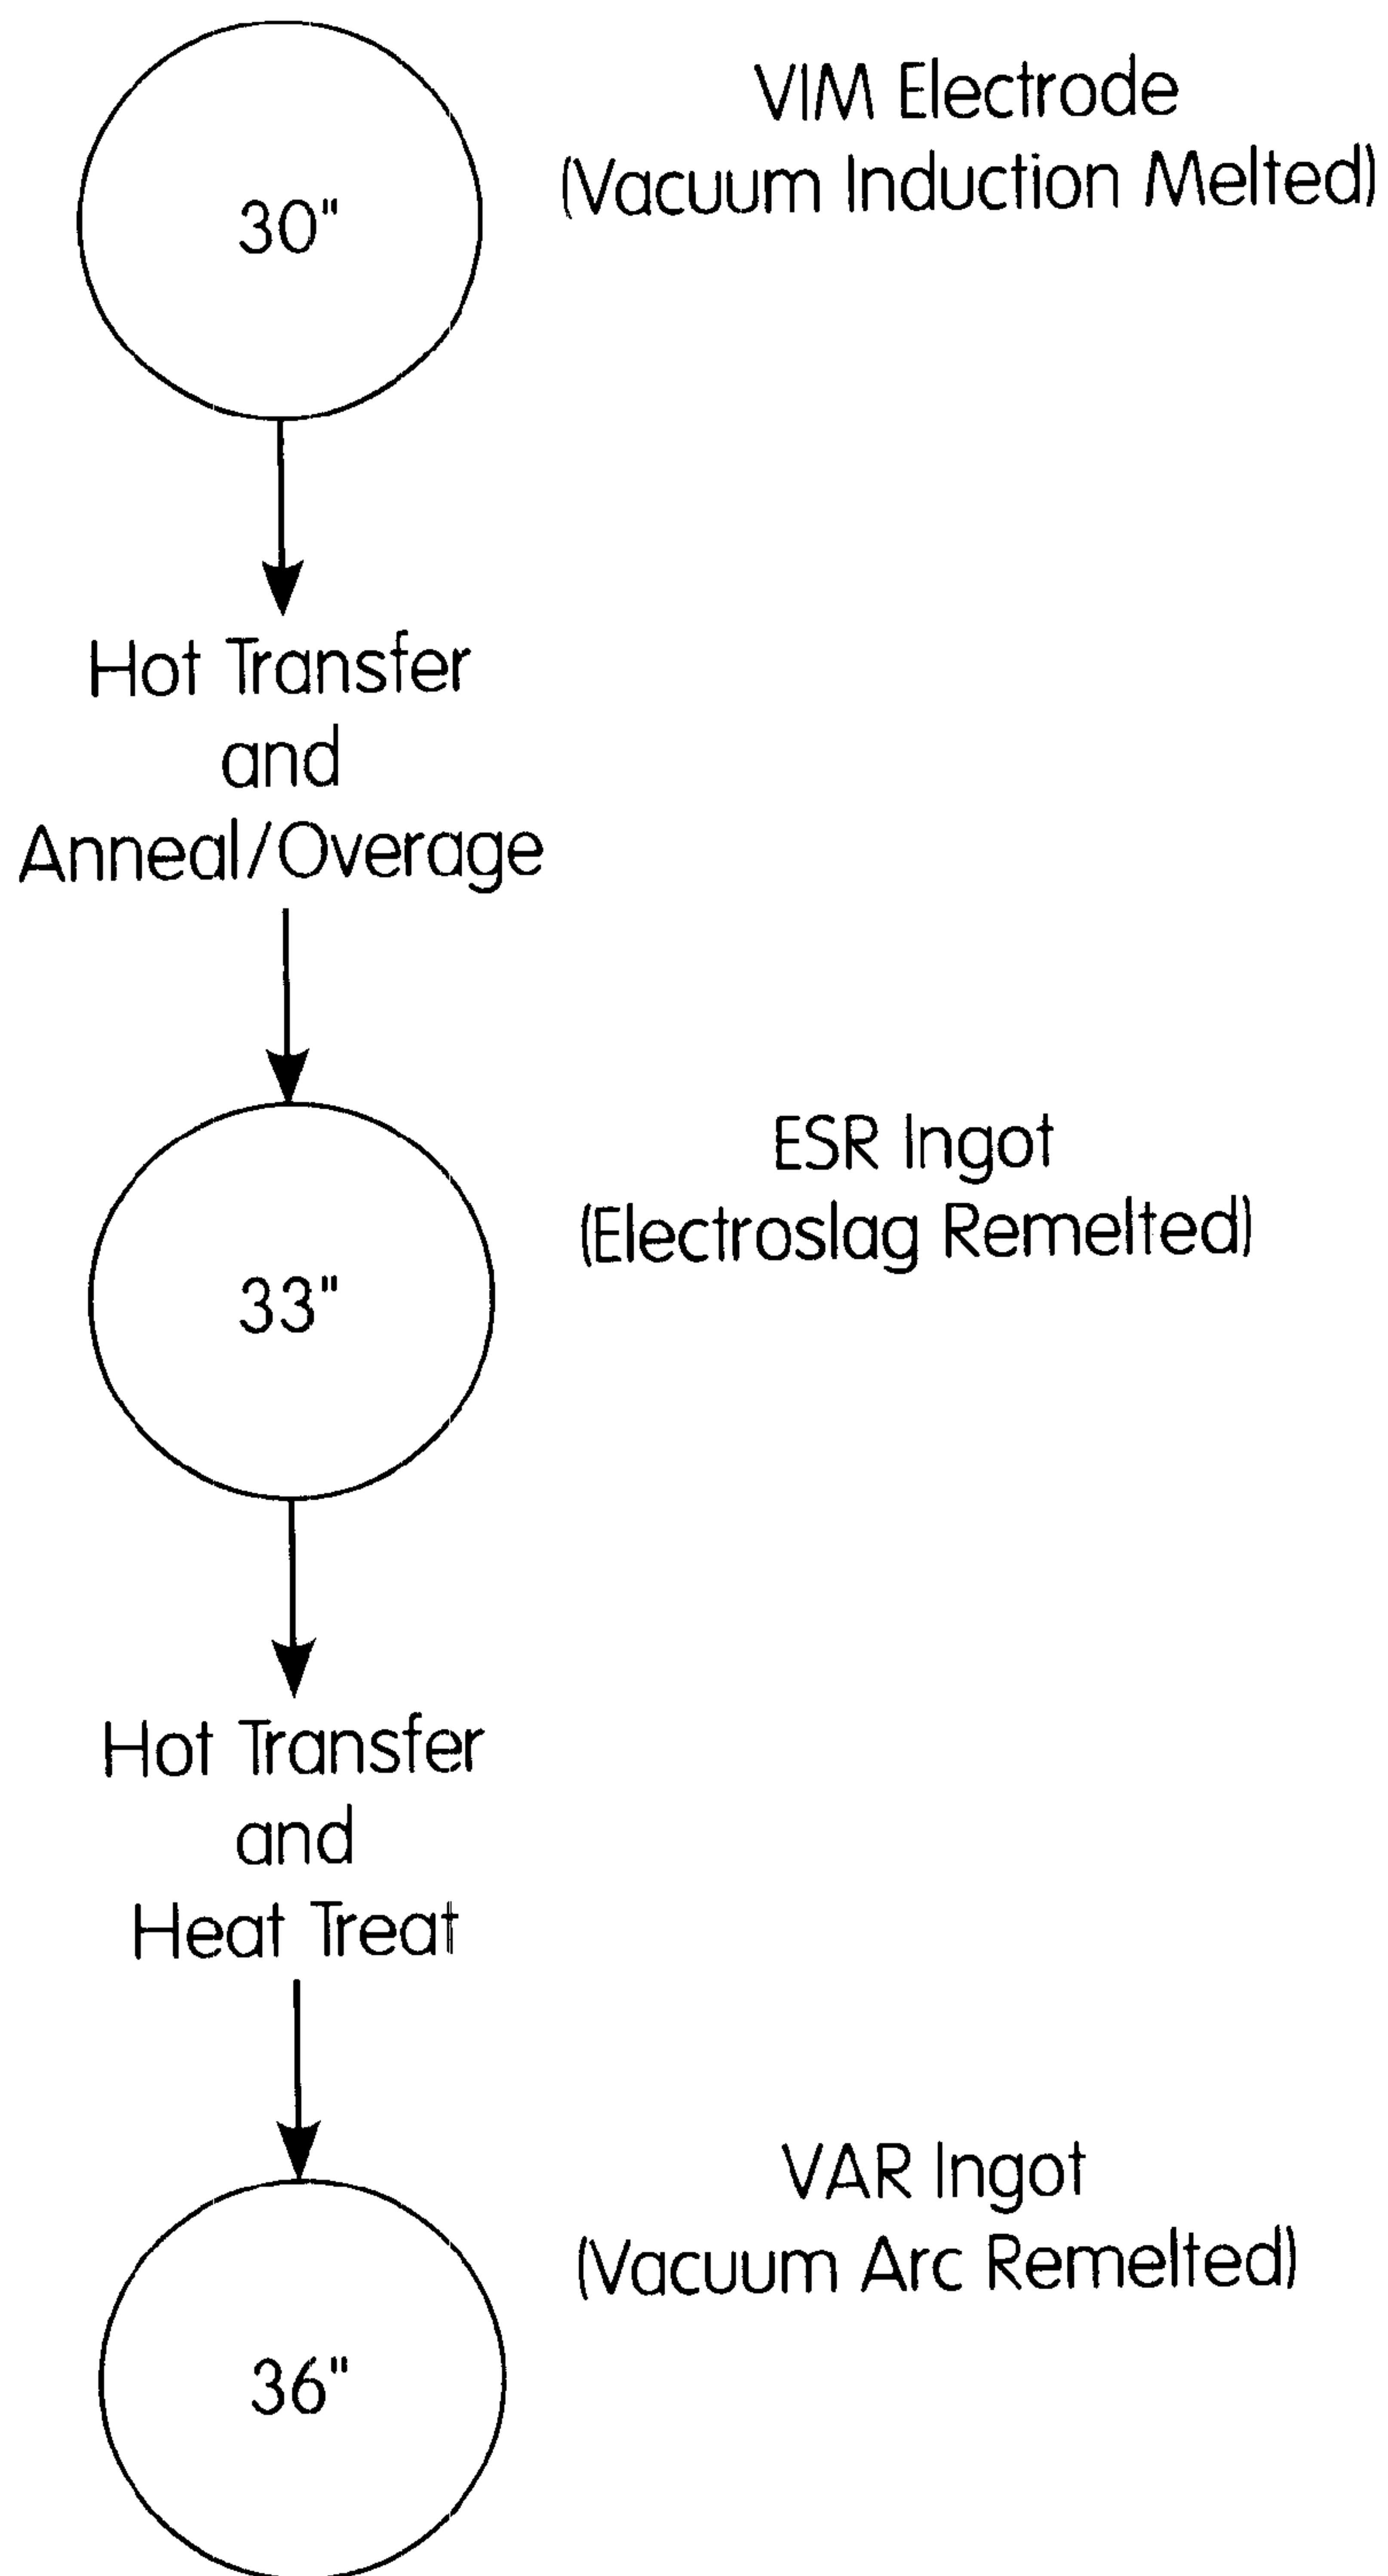 30"
VIM Electrode
(Vacuum Induction Melted)
Hot Transfer
and
Anneal/Overage
33"
ESR Ingot
(Electroslag Remelted)
Hot Transfer
and
Heat Treat
36"
VAR Ingot
(Vacuum Arc Remelted)